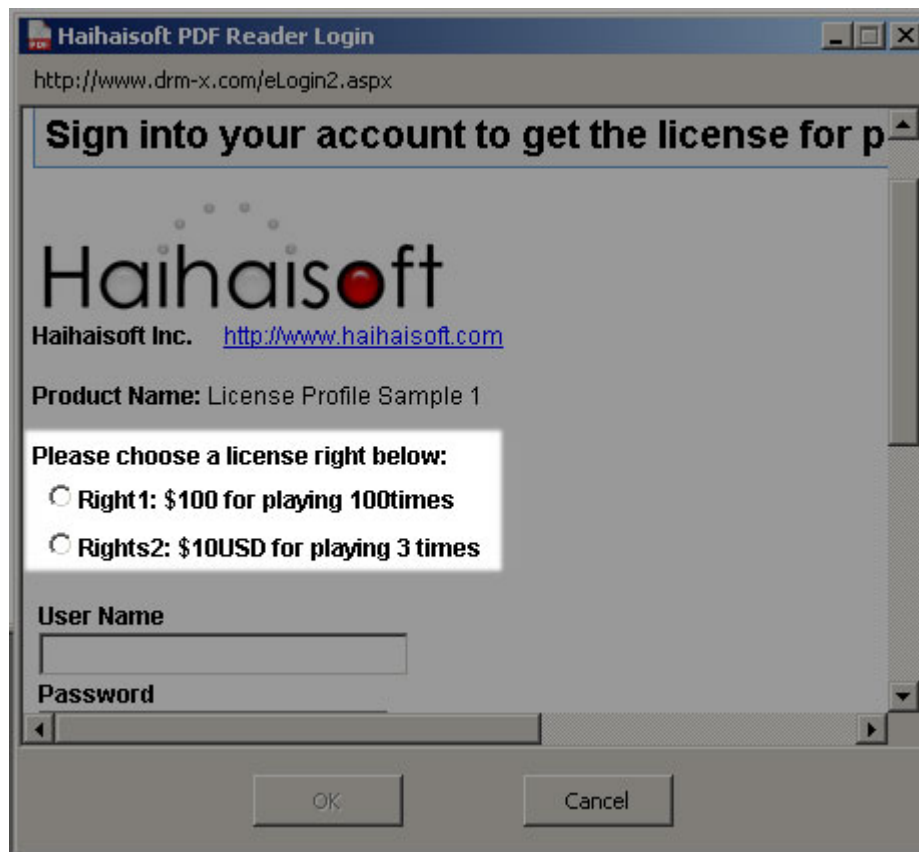 Haihaisoft PDF Reader Login
http://www.drm-x.com/eLogin2.aspx
Sign into your account to get the license for p
Haihaisoft
Haihaisoft Inc. http://www.haihaisoft.com
Product Name: License Profile Sample 1
Please choose a license right below:
Right1: $100 for playing 100times
Rights2: $10USD for playing 3 times
User Name
Password
OK Cancel